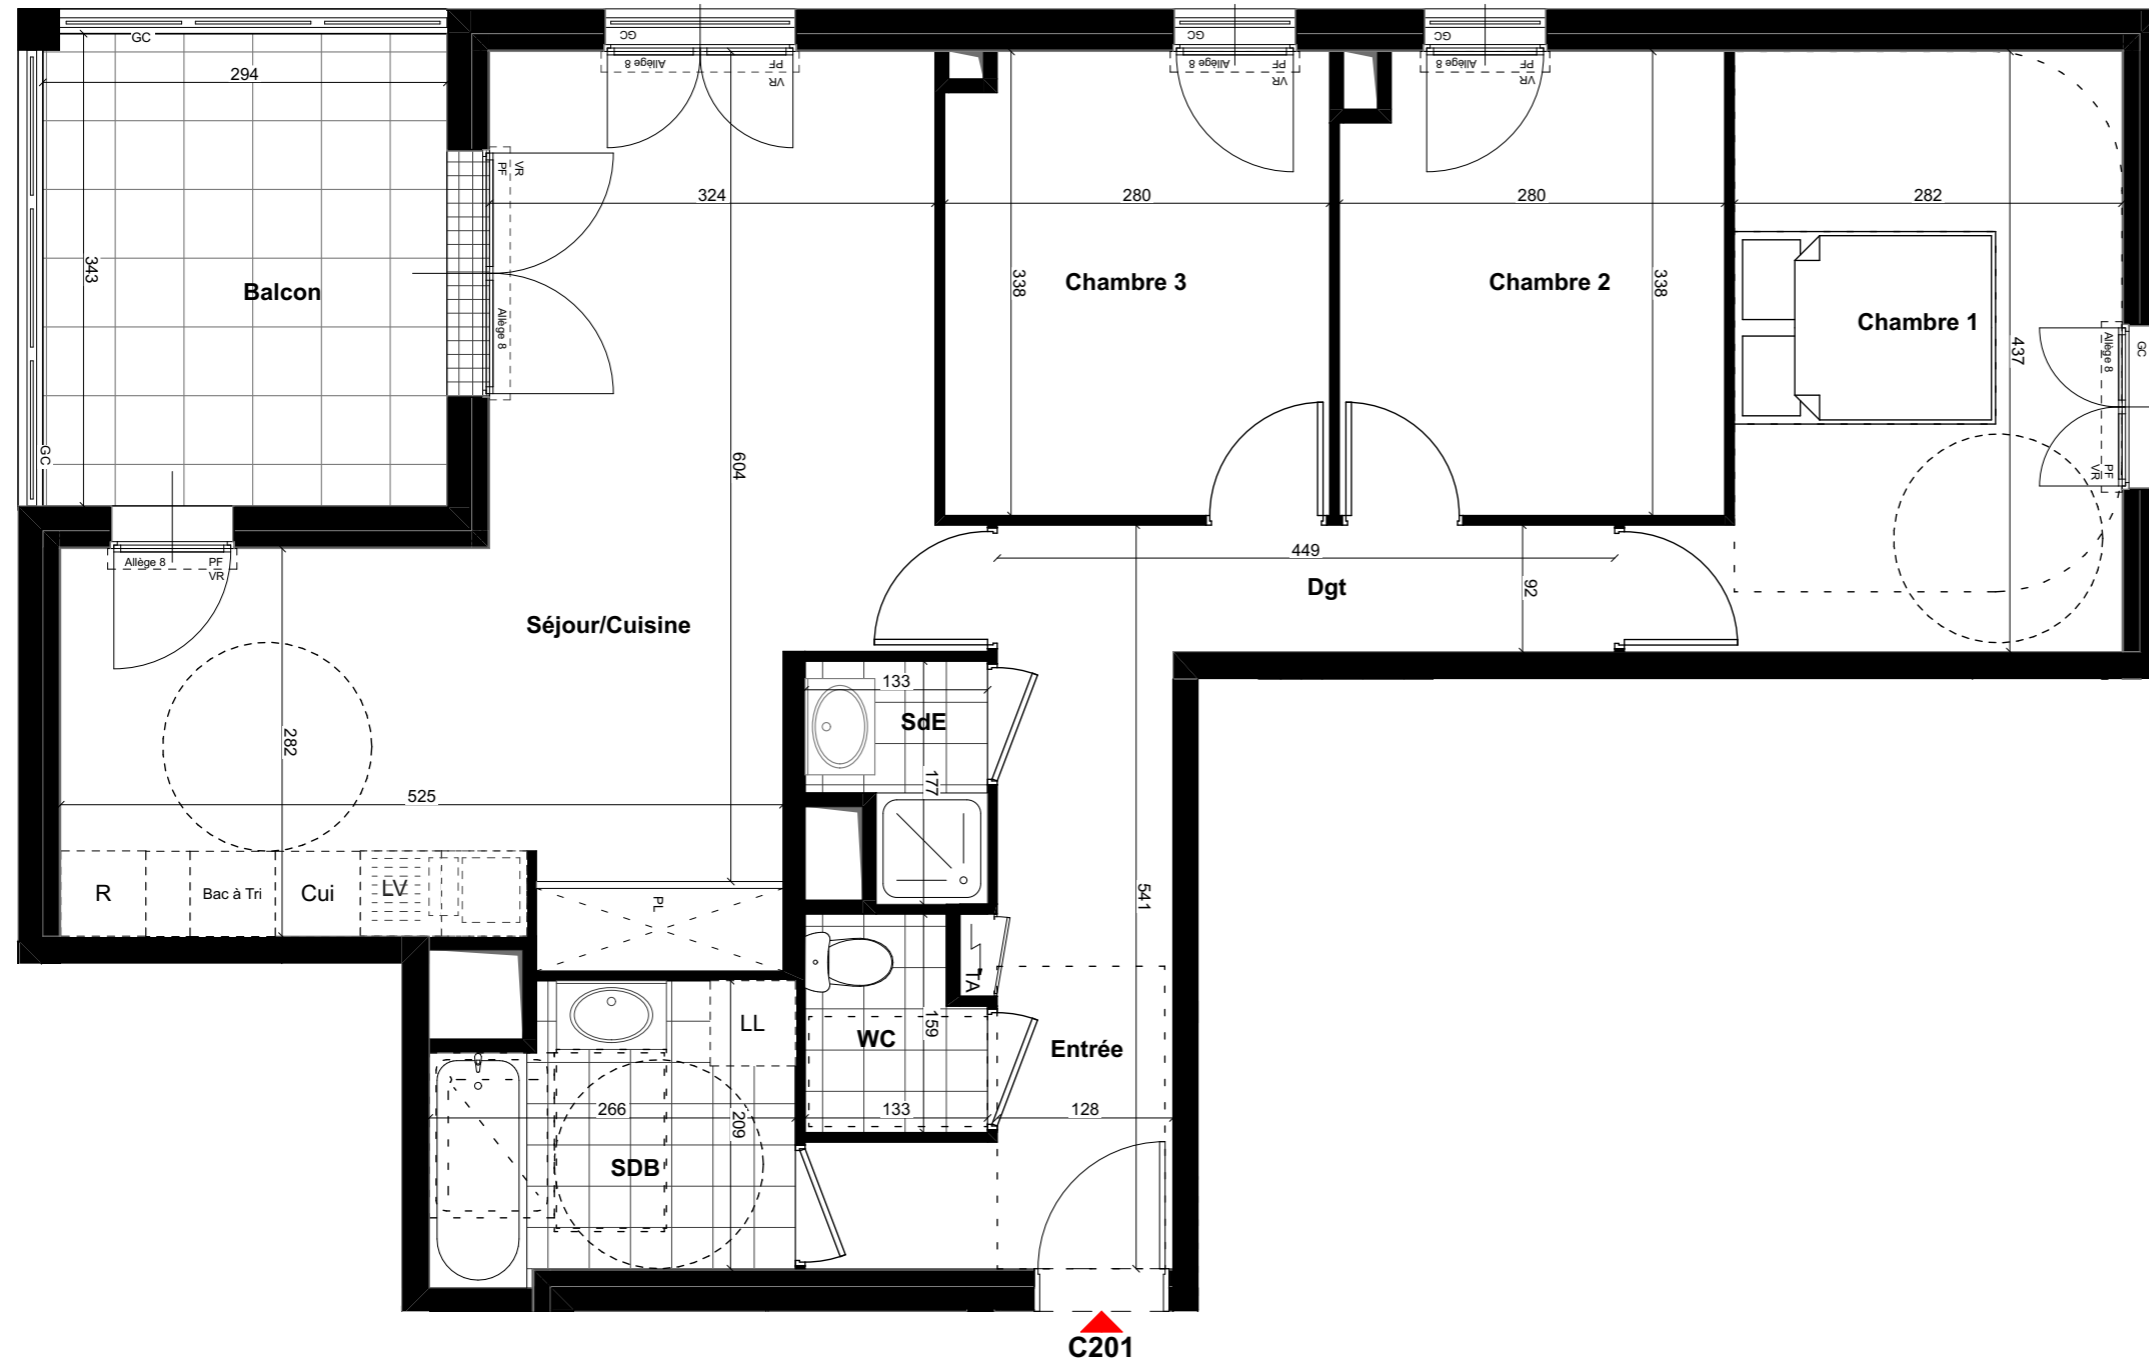 GC
GC
GC
GC
294
Allège 8
PF
VR
Allège 8
PF
VR
Allège 8
PF
VR
VR
PF
324
280
280
282
343
Balcon
338
Chambre 3
Chambre 2
338
Chambre 1
437
Allège 8
GC
Allège 8
PF
VR
GC
604
Allège 8
PF
VR
449
Dgt
92
Séjour/Cuisine
133
SdE
177
282
525
R
Bac à Tri
Cui
LV
PL
541
TA
LL
WC
159
Entrée
266
209
133
128
SDB
C201